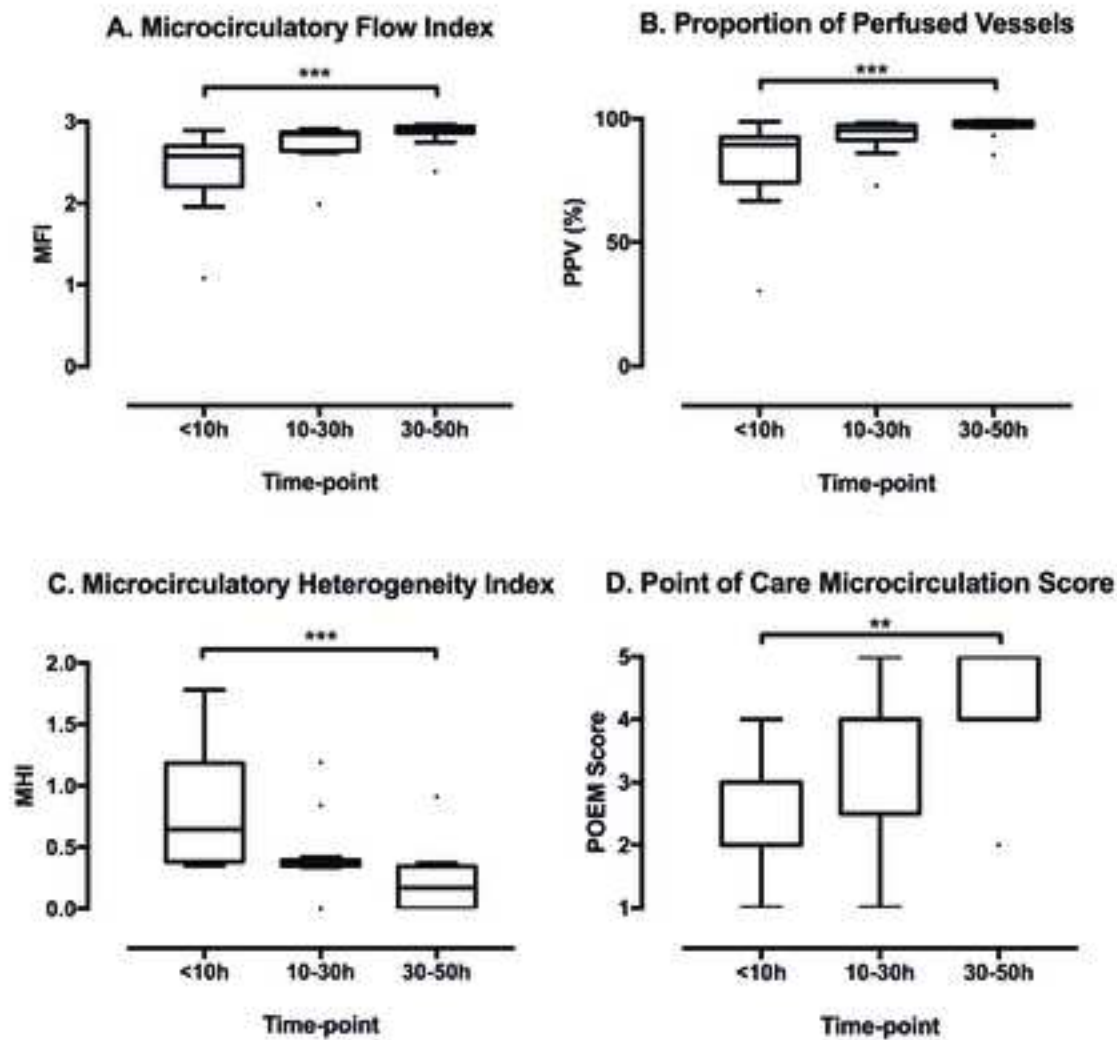 A. Microcirculatory Flow Index
***
MFI
3
2
1
0
<10h 10-30h 30-50h
Time-point
B. Proportion of Perfused Vessels
***
PPV (%)
100
50
0
<10h 10-30h 30-50h
Time-point
C. Microcirculatory Heterogeneity Index
***
MHI
2.0
1.5
1.0
0.5
0.0
<10h 10-30h 30-50h
Time-point
D. Point of Care Microcirculation Score
**
POEM Score
5
4
3
2
1
<10h 10-30h 30-50h
Time-point